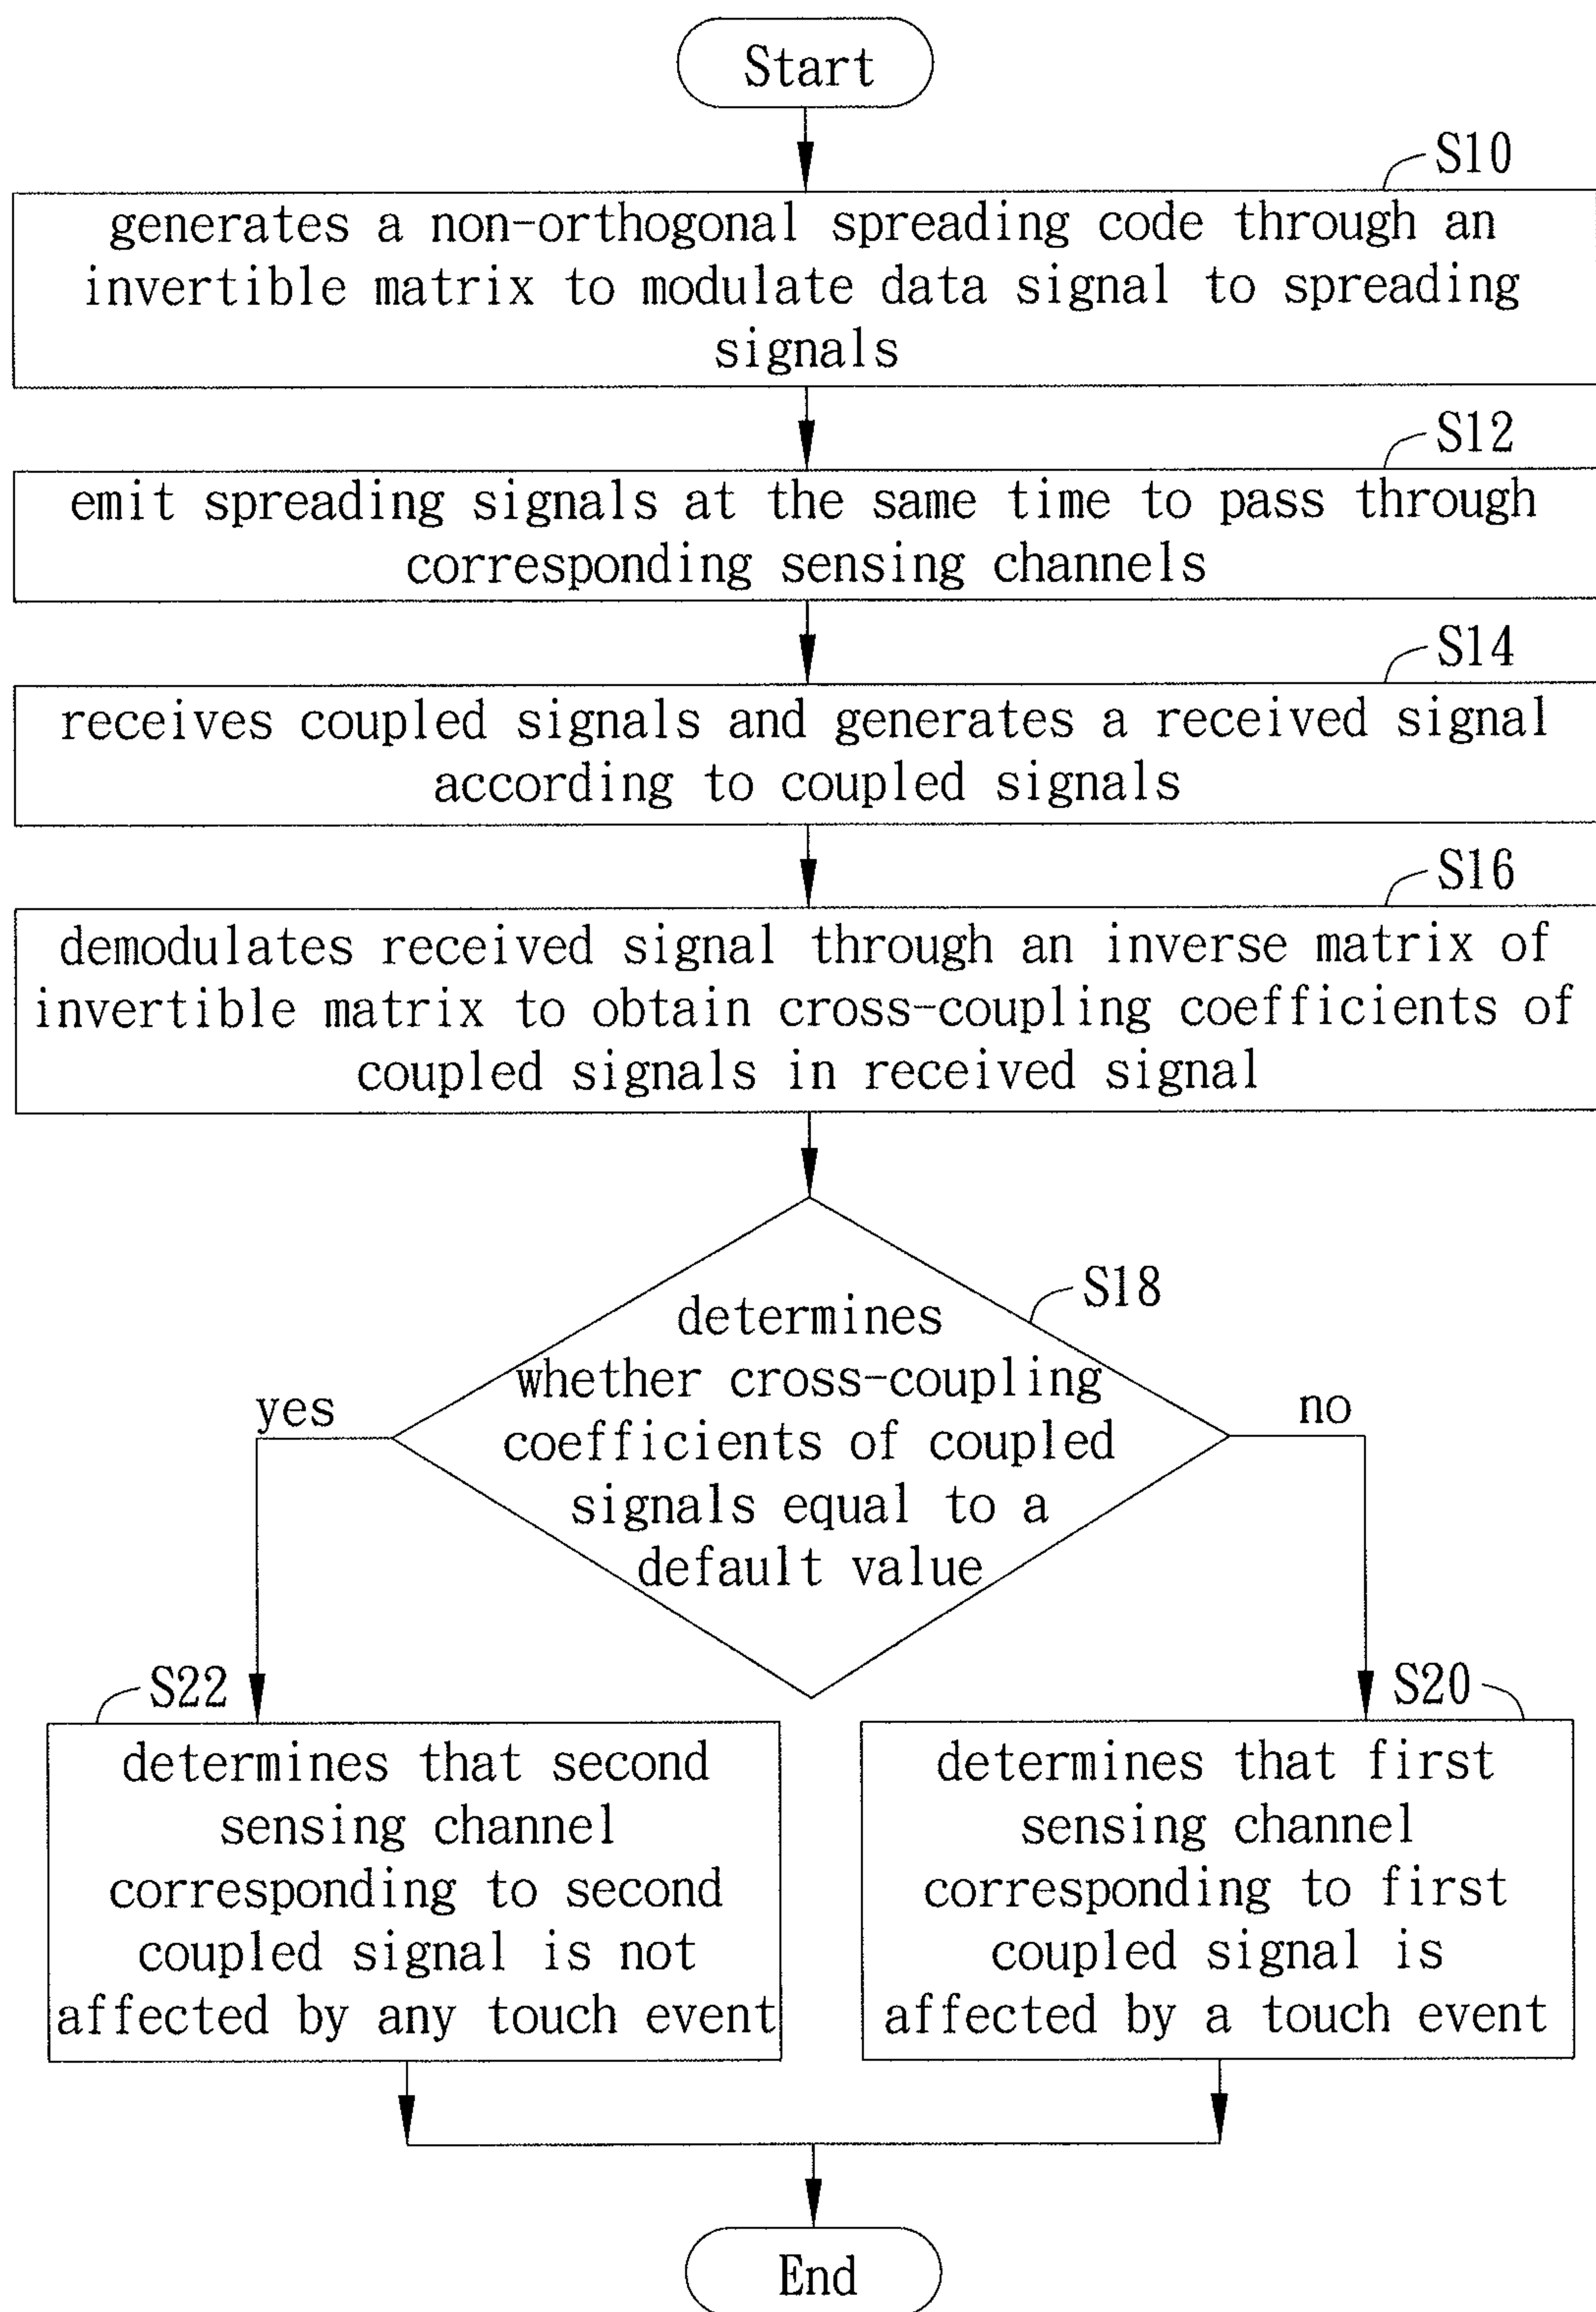 Start
S10
generates a non-orthogonal spreading code through an
invertible matrix to modulate data signal to spreading
signals
S12
emit spreading signals at the same time to pass through
corresponding sensing channels
S14
receives coupled signals and generates a received signal
according to coupled signals
S16
demodulates received signal through an inverse matrix of
invertible matrix to obtain cross-coupling coefficients of
coupled signals in received signal
S18
determines
whether cross-coupling
coefficients of coupled
signals equal to a
default value
yes
no
S22
determines that second
sensing channel
corresponding to second
coupled signal is not
affected by any touch event
S20
determines that first
sensing channel
corresponding to first
coupled signal is
affected by a touch event
End